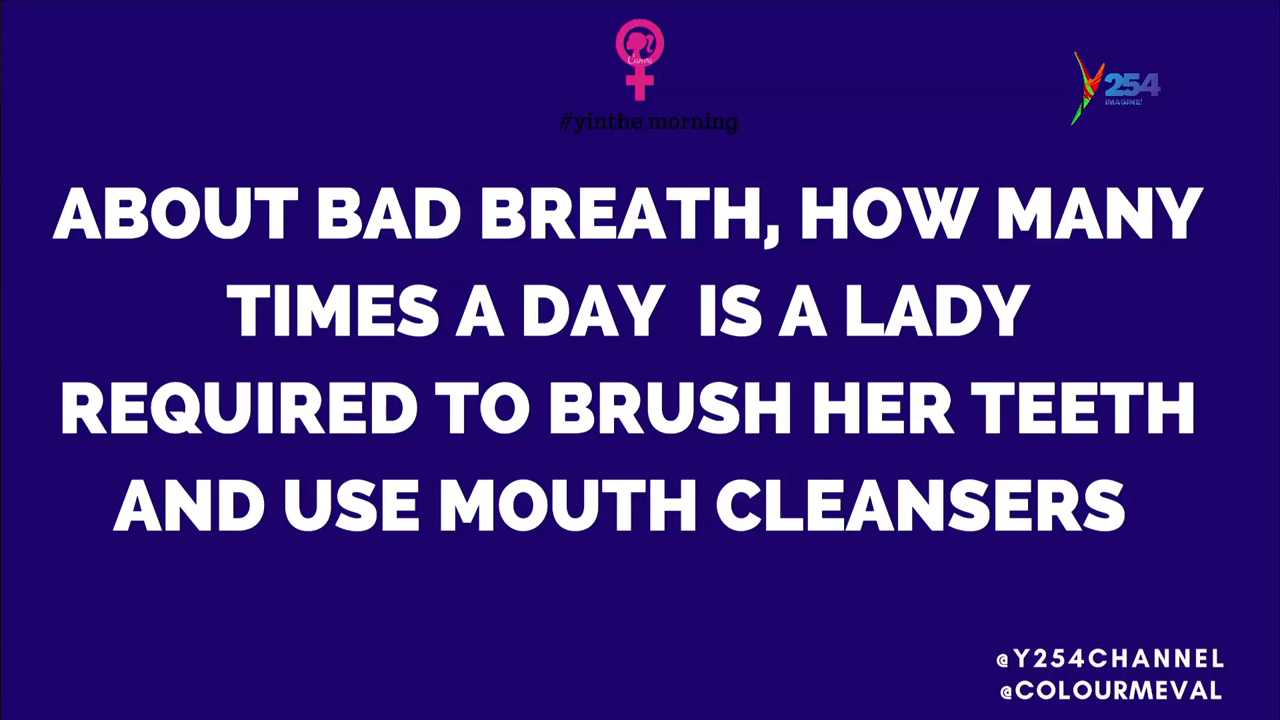 Canva
#yinthe morning
Y254
IMAGINE!
ABOUT BAD BREATH, HOW MANY
TIMES A DAY IS A LADY
REQUIRED TO BRUSH HER TEETH
AND USE MOUTH CLEANSERS
@Y254CHANNEL
@COLOURMEVAL